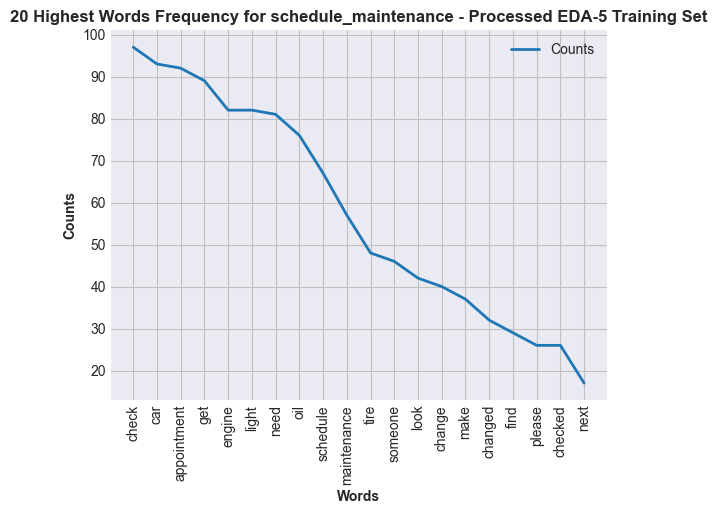 20 Highest Words Frequency for schedule_maintenance - Processed EDA-5 Training Set
Counts
100
90
80
70
60
50
40
30
20
Counts
check
car
appointment
get
engine
light
need
oil
schedule
maintenance
tire
someone
look
change
make
changed
find
please
checked
next
Words